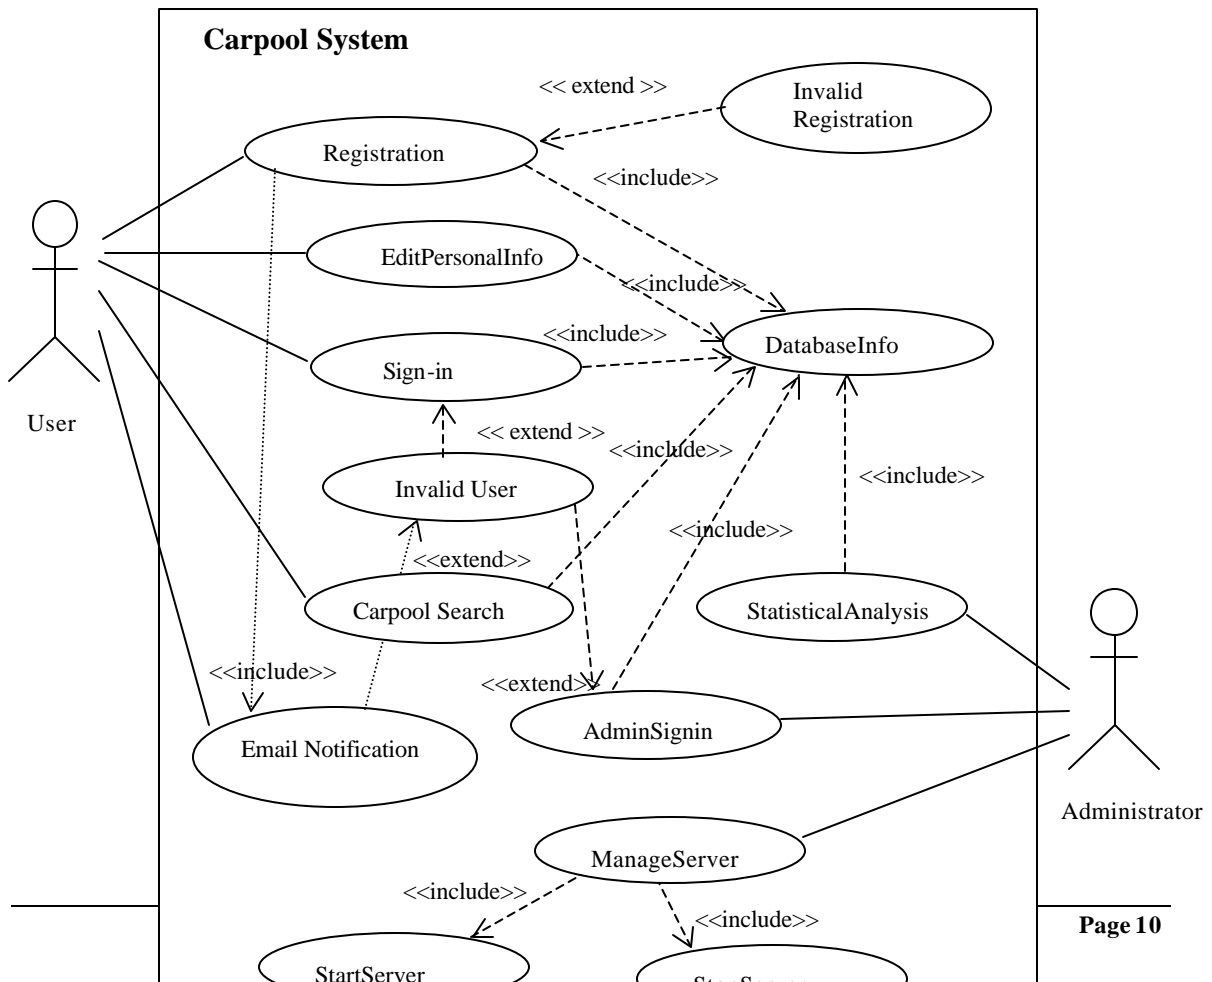 Carpool System
<< extend >>
Invalid
Registration
Registration
<<include>>
EditPersonalInfo
<<include>>
<<include>>
DatabaseInfo
Sign-in
User
<< extend >>
<<include>>
<<include>>
Invalid User
<<include>>
<<extend>>
Carpool Search
StatisticalAnalysis
<<include>>
<<extend>>
AdminSignin
Email Notification
Administrator
ManageServer
<<include>>
<<include>>
Page 10
StartServer